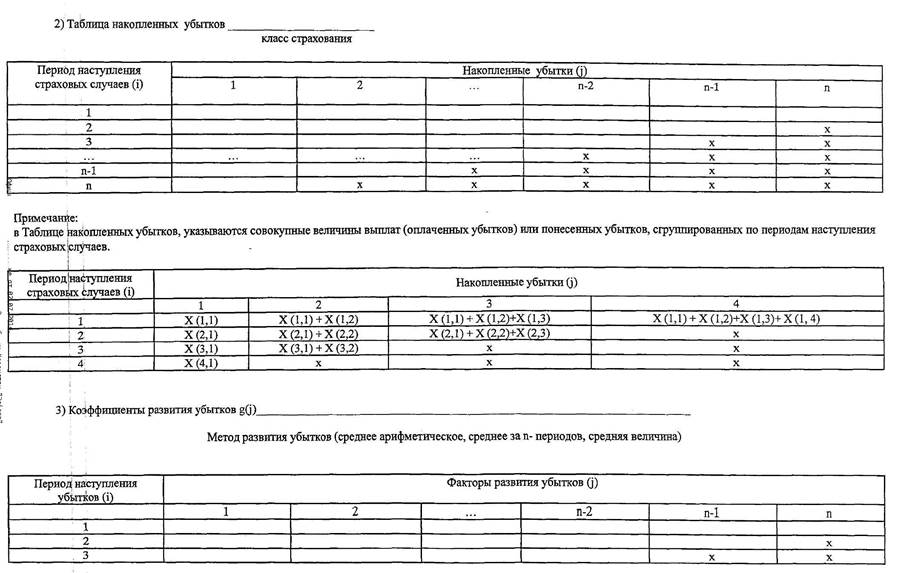 2) Таблица накопленных убытков ____________________
класс страхования
Период наступления страховых случаев (i) Накопленные убытки (j)
1 2 ... n-2 n-1 n
1
2 x
3 x x
... ... ... ... x x x
n-1 x x x x
n x x x x x
Примечание:
в Таблице накопленных убытков, указываются совокупные величины выплат (оплаченных убытков) или понесенных убытков, сгруппированных по периодам наступления
страховых случаев.
Период наступления страховых случаев (i) Накопленные убытки (j)
1 2 3 4
1 X (1,1) X (1,1) + X (1,2) X (1,1) + X (1,2)+X (1,3) X (1,1) + X (1,2)+X (1,3)+ X (1, 4)
2 X (2,1) X (2,1) + X (2,2) X (2,1) + X (2,2)+X (2,3) x
3 X (3,1) X (3,1) + X (3,2) x x
4 X (4,1) x x x
3) Коэффициенты развития убытков g(j)____________________
Метод развития убытков (среднее арифметическое, среднее за n- периодов, средняя величина)
Период наступления убытков (i) Факторы развития убытков (j)
1 2 ... n-2 n-1 n
1
2 x
3 x x